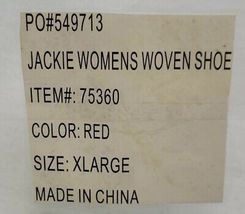 PO#549713
JACKIE WOMENS WOVEN SHOE
ITEM#: 75360
COLOR: RED
SIZE: XLARGE
MADE IN CHINA